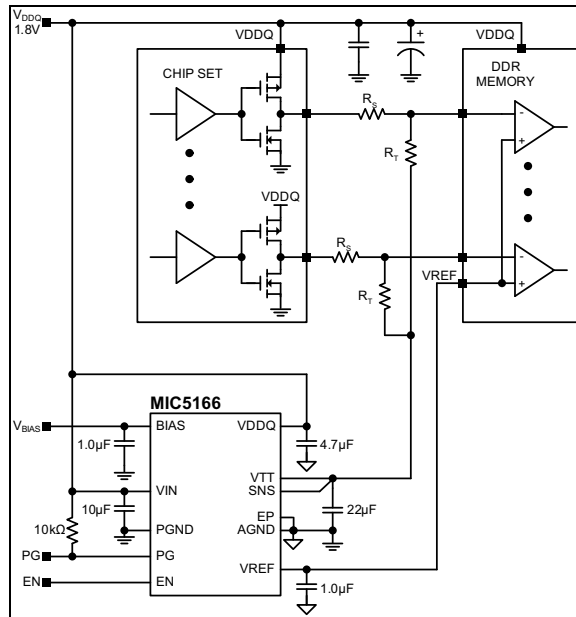 VDDQ
1.8V
VDDQ
VDDQ
CHIP SET
+
DDR
MEMORY
RS
-
RT
+
VDDQ
RS
-
VREF
RT
+
MIC5166
VBIAS
BIAS
VDDQ
1.0µF
4.7µF
VTT
VIN
SNS
10µF
22µF
10kΩ
EP
PGND
AGND
PG
PG
EN
EN
VREF
1.0µF